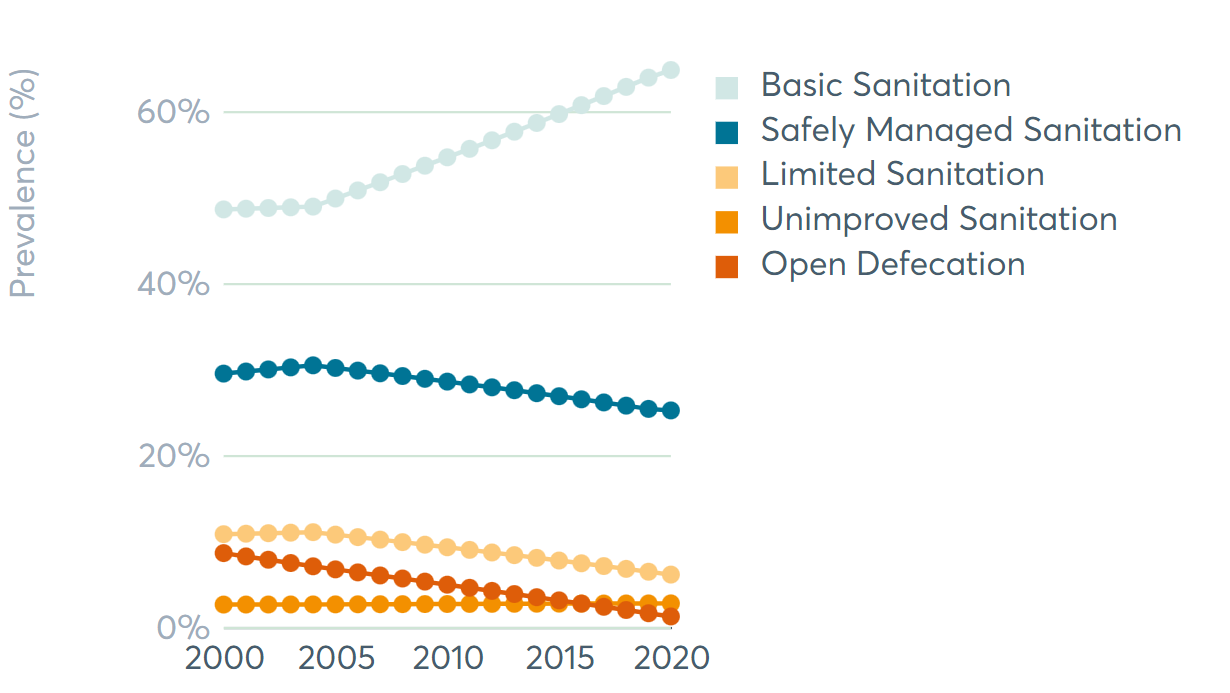 Prevalence (%)
60%
40%
20%
0%
2000 2005 2010 2015 2020
Basic Sanitation
Safely Managed Sanitation
Limited Sanitation
Unimproved Sanitation
Open Defecation